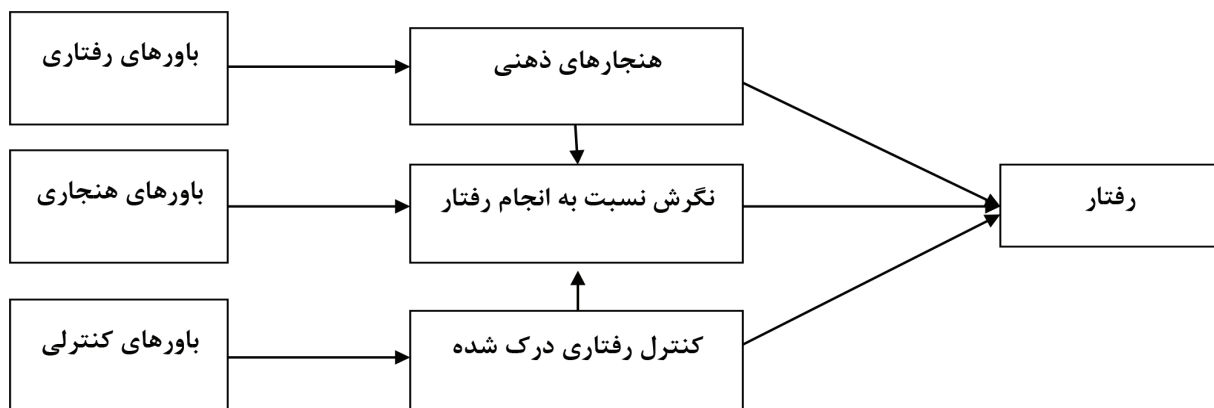 باورهای رفتاری
هنجارهای ذهنی
باورهای هنجاری
نگرش نسبت به انجام رفتار
رفتار
باورهای کنترلی
کنترل رفتاری درک شده